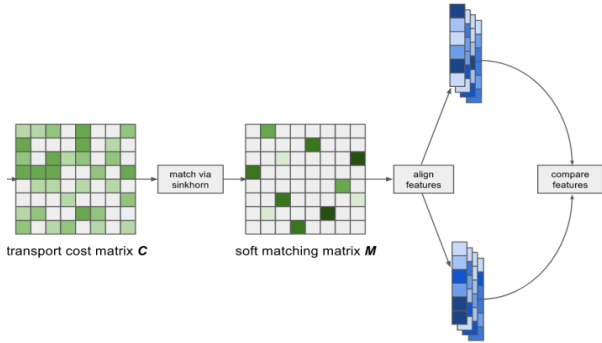 match via
sinkhorn
align
features
compare
features
transport cost matrix C
soft matching matrix M